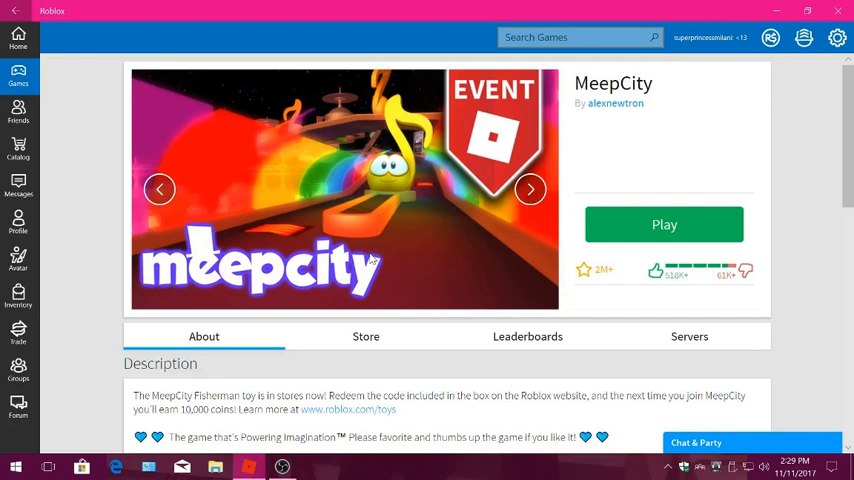 Roblox
Search Games
superprincessmilani: <13
Home
Games
Friends
Catalog
Messages
Profile
Avatar
Inventory
Trade
Groups
Forum
EVENT
meepcity
MeepCity
By alexnewtron
Play
2M+
518K+
61K+
About
Store
Leaderboards
Servers
Description
The MeepCity Fisherman toy is in stores now! Redeem the code included in the box on the Roblox website, and the next time you join MeepCity
you'll earn 10,000 coins! Learn more at www.roblox.com/toys
The game that's Powering Imagination™ Please favorite and thumbs up the game if you like it!
Chat & Party
2:29 PM
11/11/2017